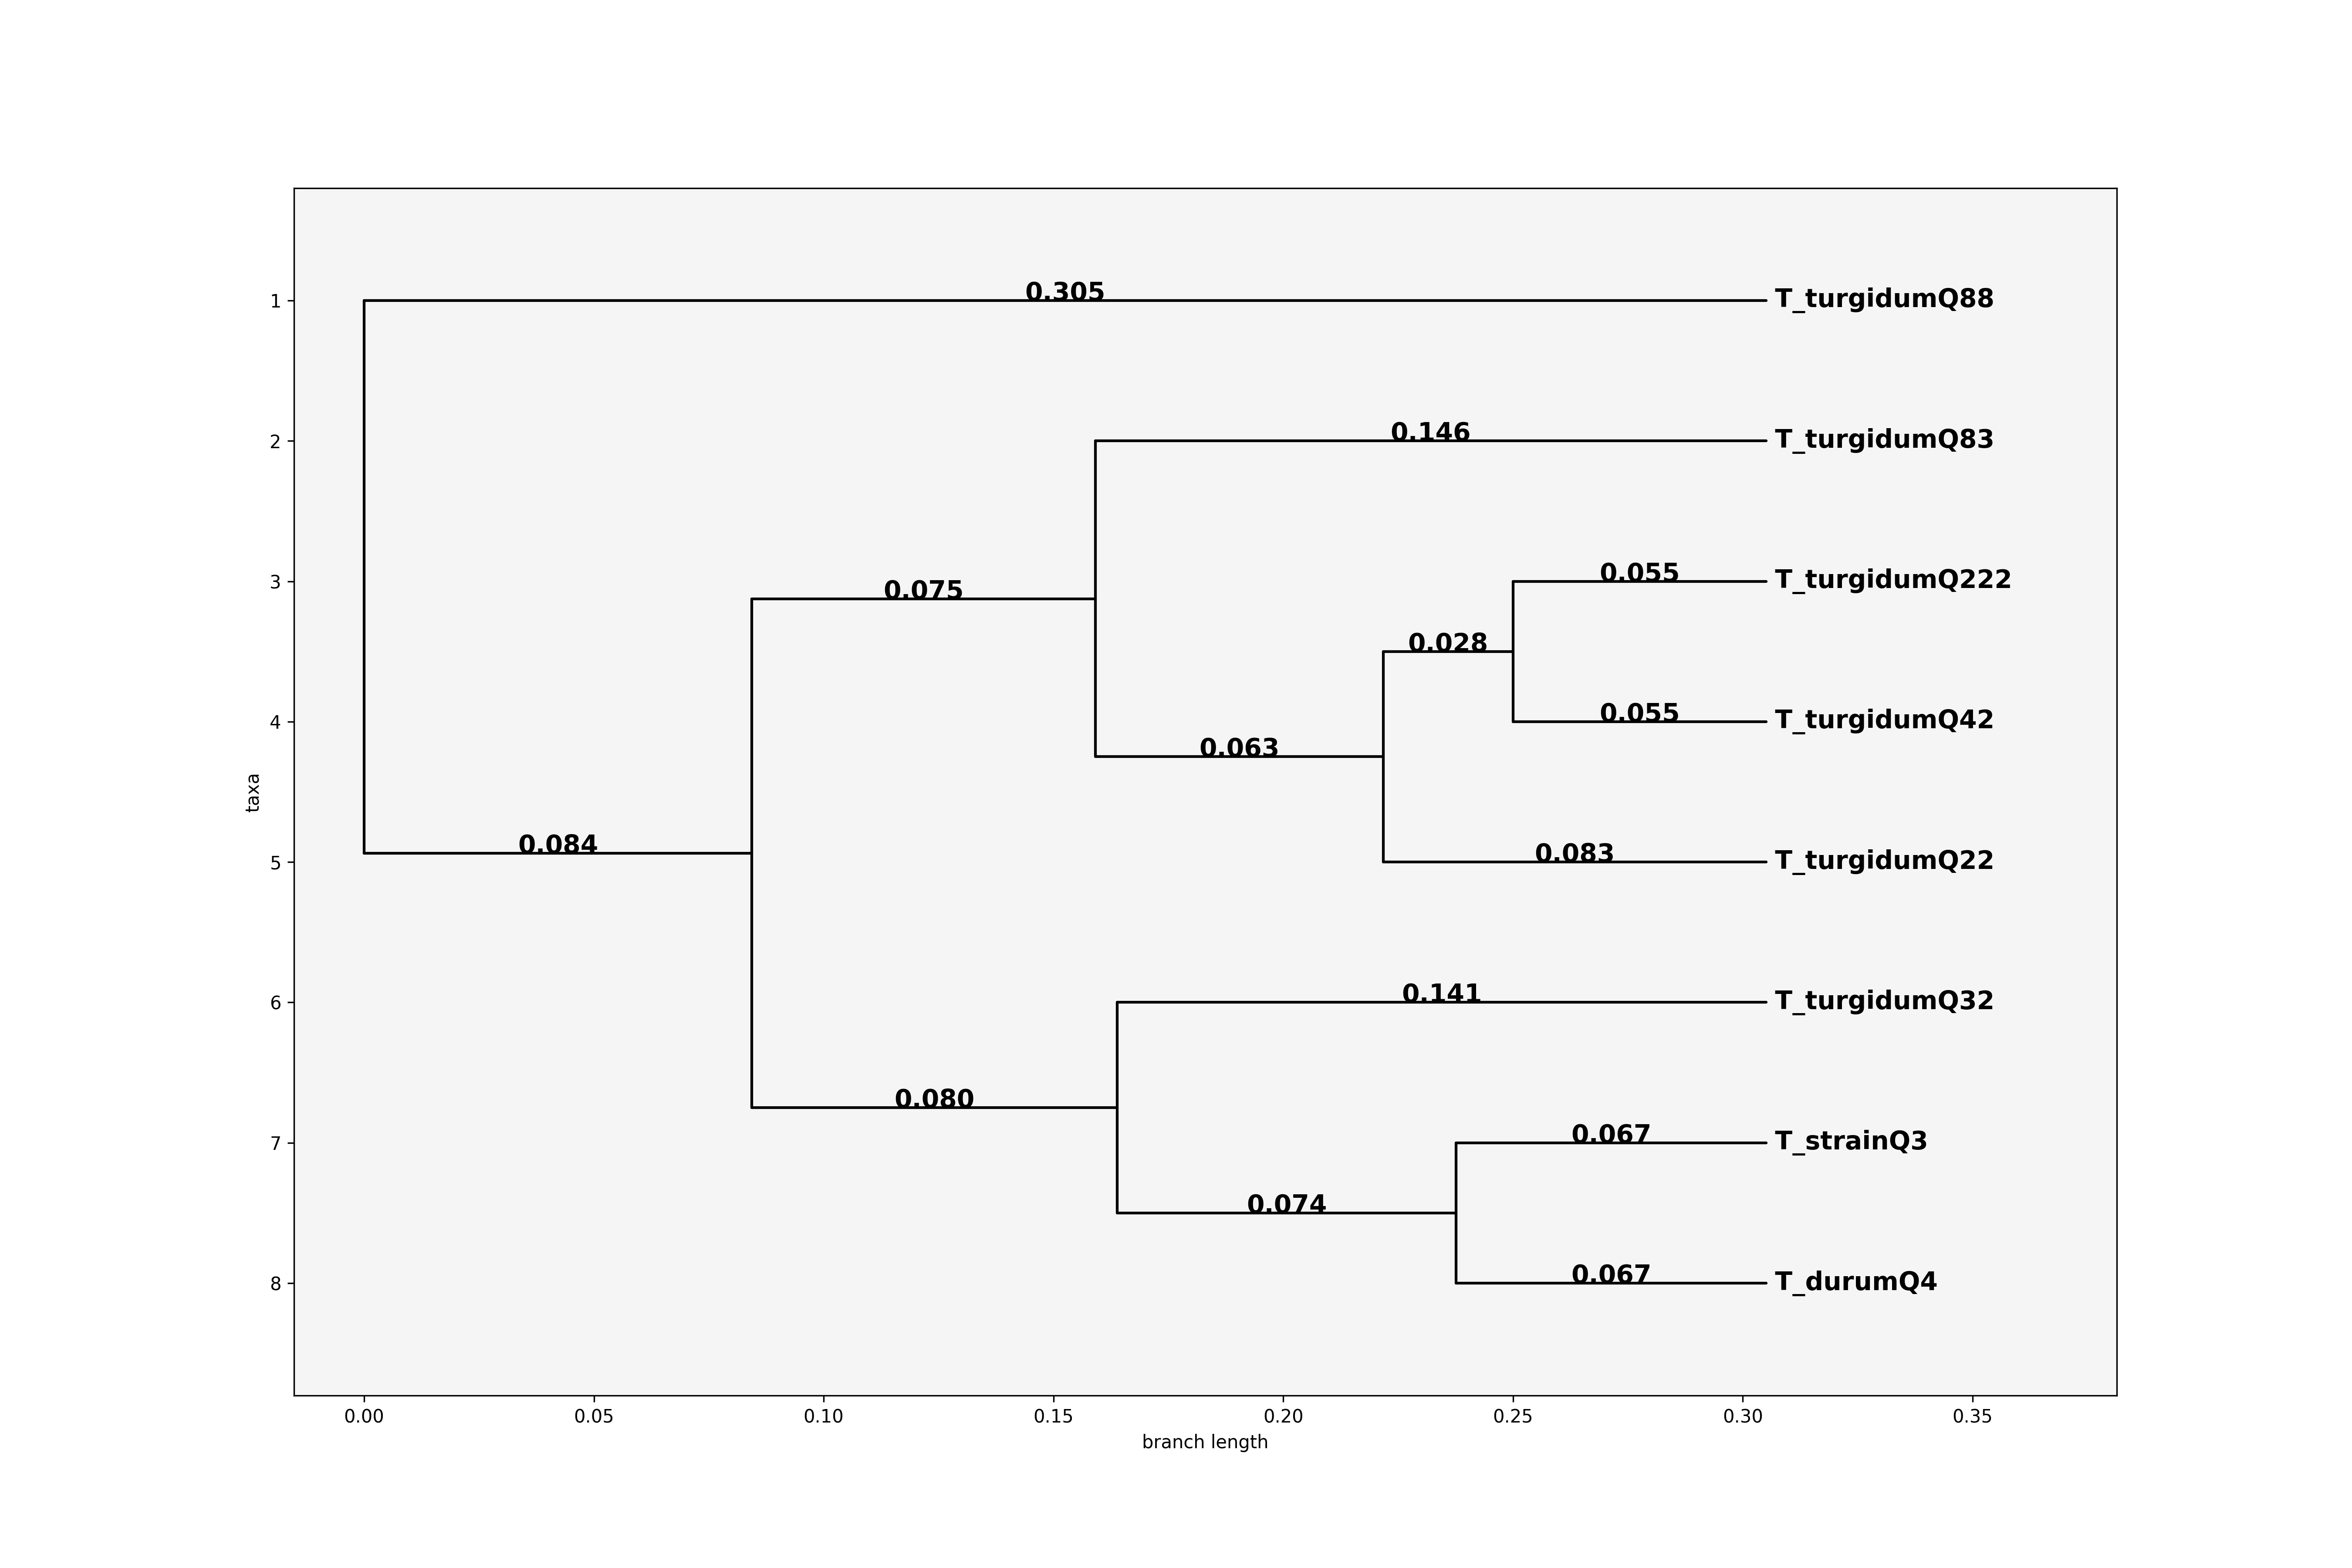 0.305 T_turgidumQ88
1
0.146 T_turgidumQ83
2
0.055 T_turgidumQ222
3
0.075
0.028
0.055 T_turgidumQ42
4
0.063
taxa
0.084
0.083 T_turgidumQ22
5
0.141 T_turgidumQ32
6
0.080
0.067 T_strainQ3
7
0.074
0.067 T_durumQ4
8
0.00 0.05 0.10 0.15 0.20 0.25 0.30 0.35
branch length